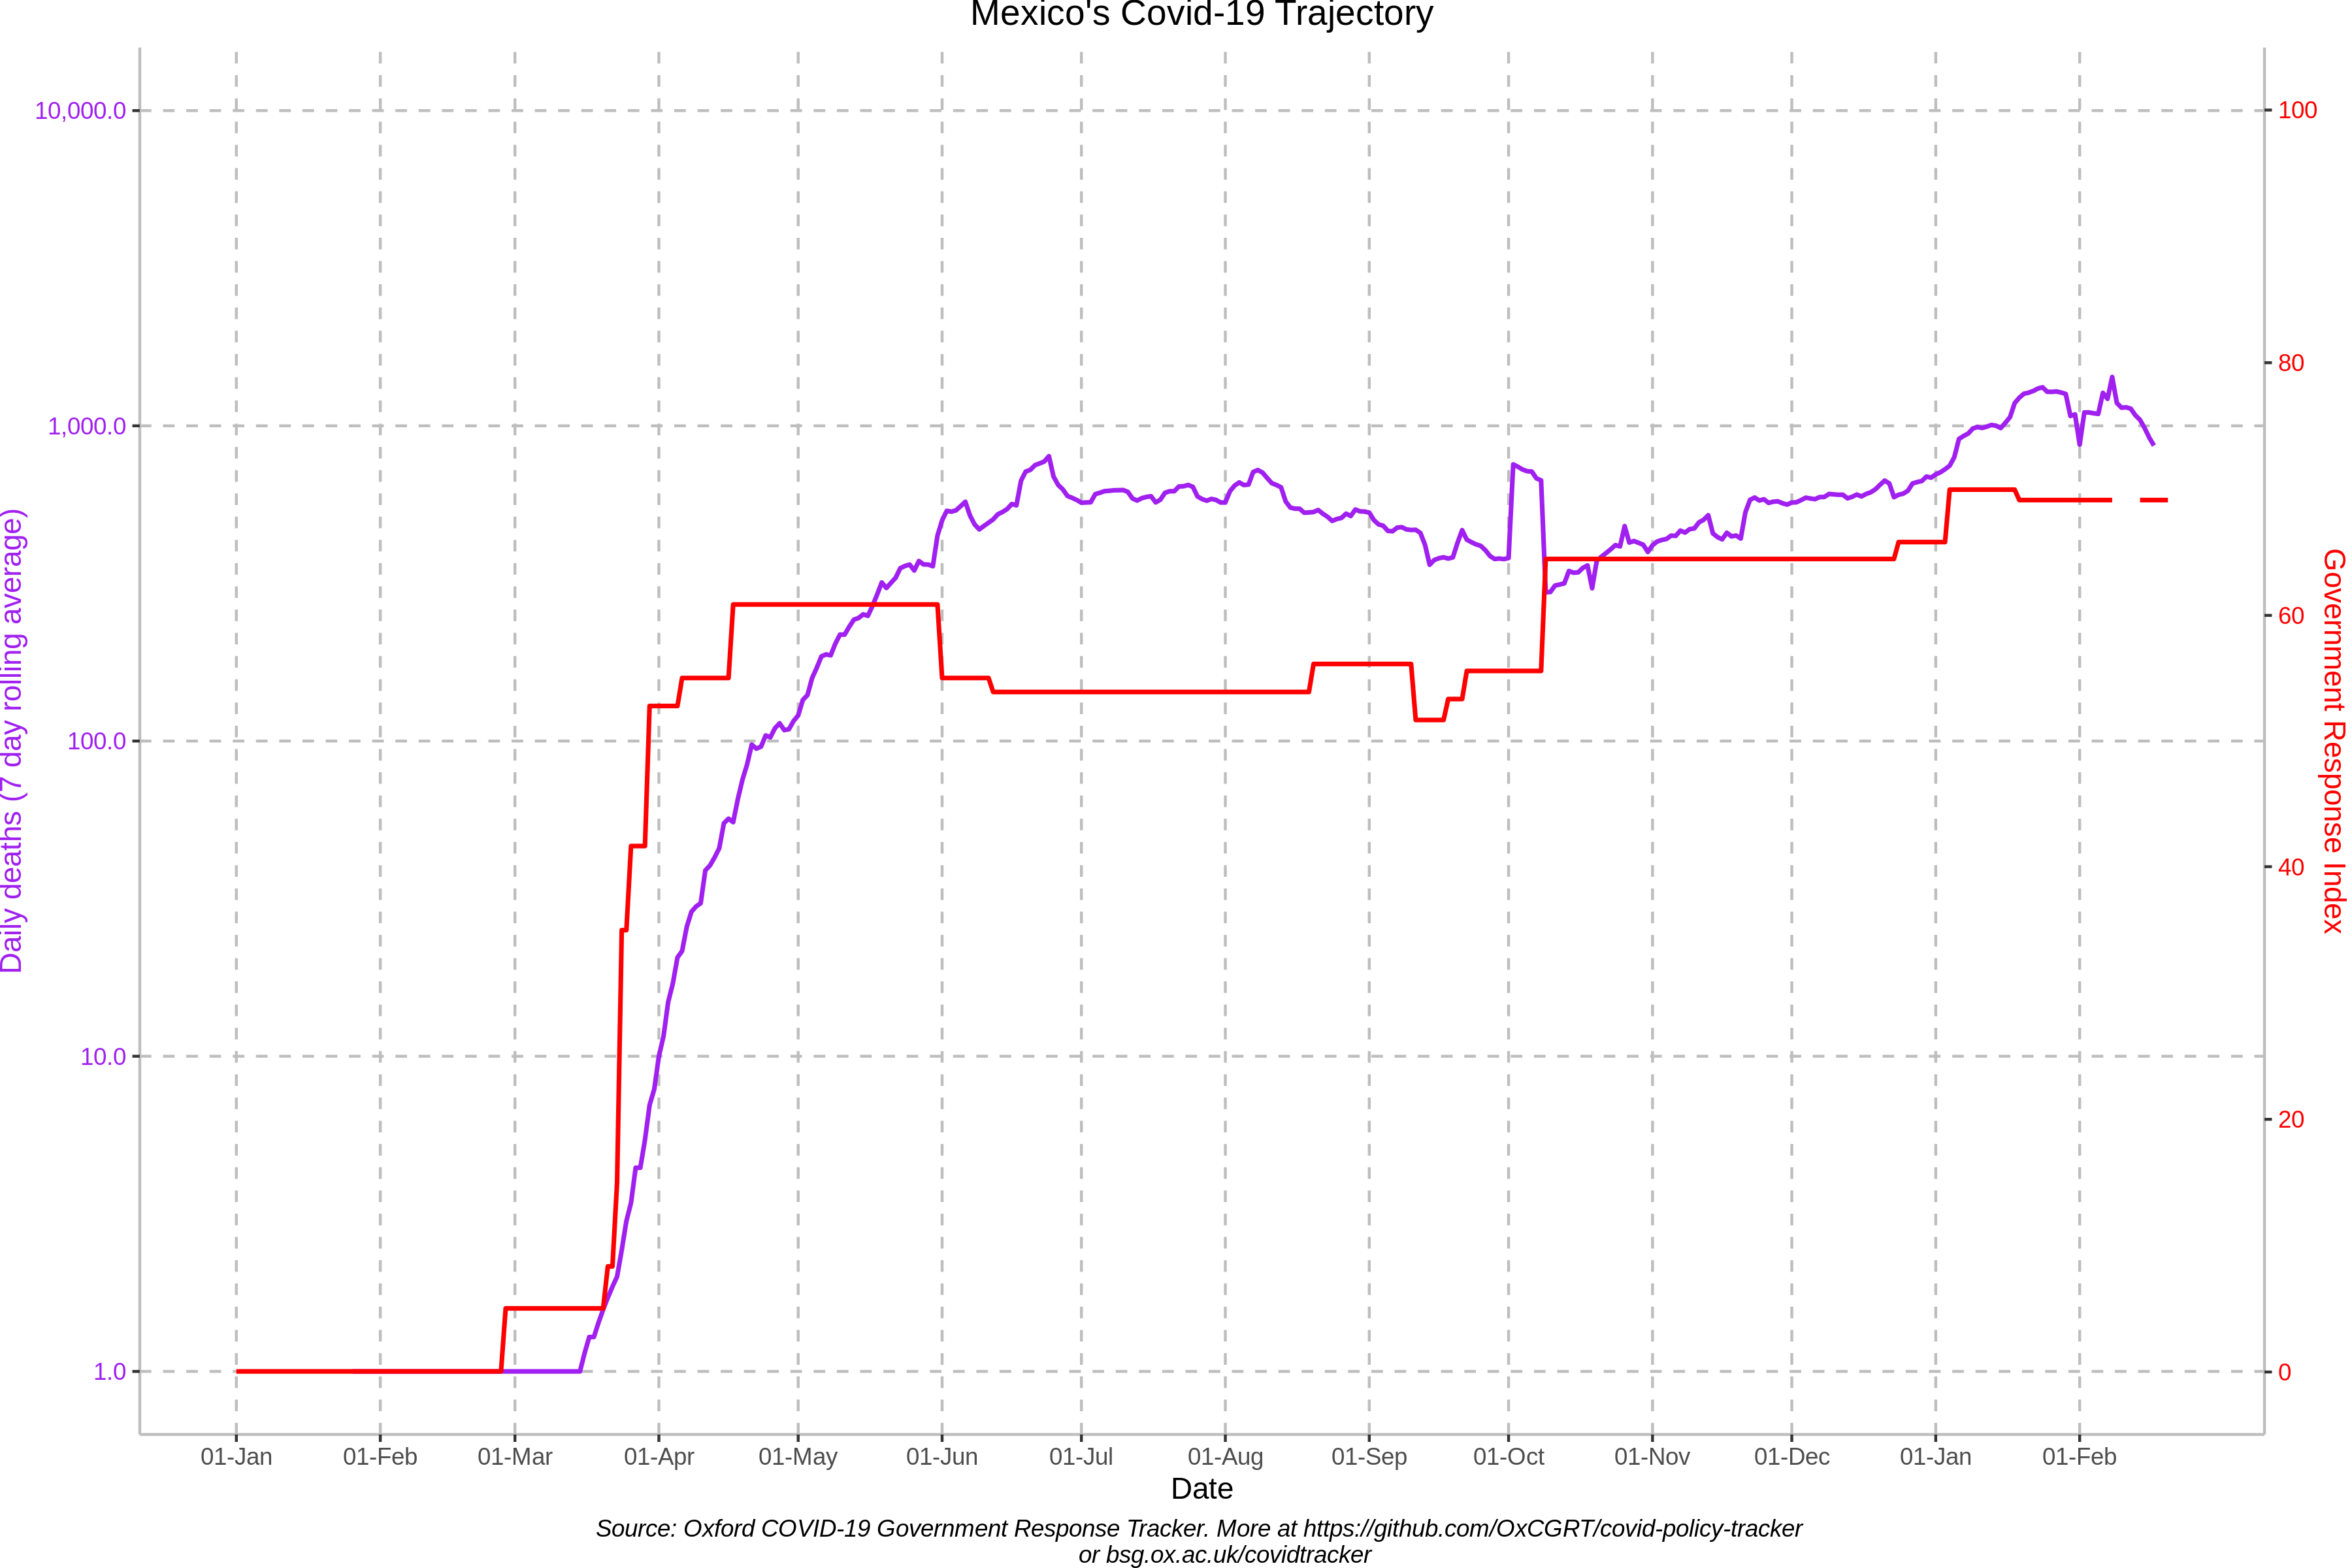 Mexico's Covid-19 Trajectory
Daily deaths (7 day rolling average)
10,000.0
1,000.0
100.0
10.0
1.0
100
80
60
40
20
0
Government Response Index
01-Jan 01-Feb 01-Mar 01-Apr 01-May 01-Jun 01-Jul 01-Aug 01-Sep 01-Oct 01-Nov 01-Dec 01-Jan 01-Feb
Date
Source: Oxford COVID-19 Government Response Tracker. More at https://github.com/OxCGRT/covid-policy-tracker
or bsg.ox.ac.uk/covidtracker